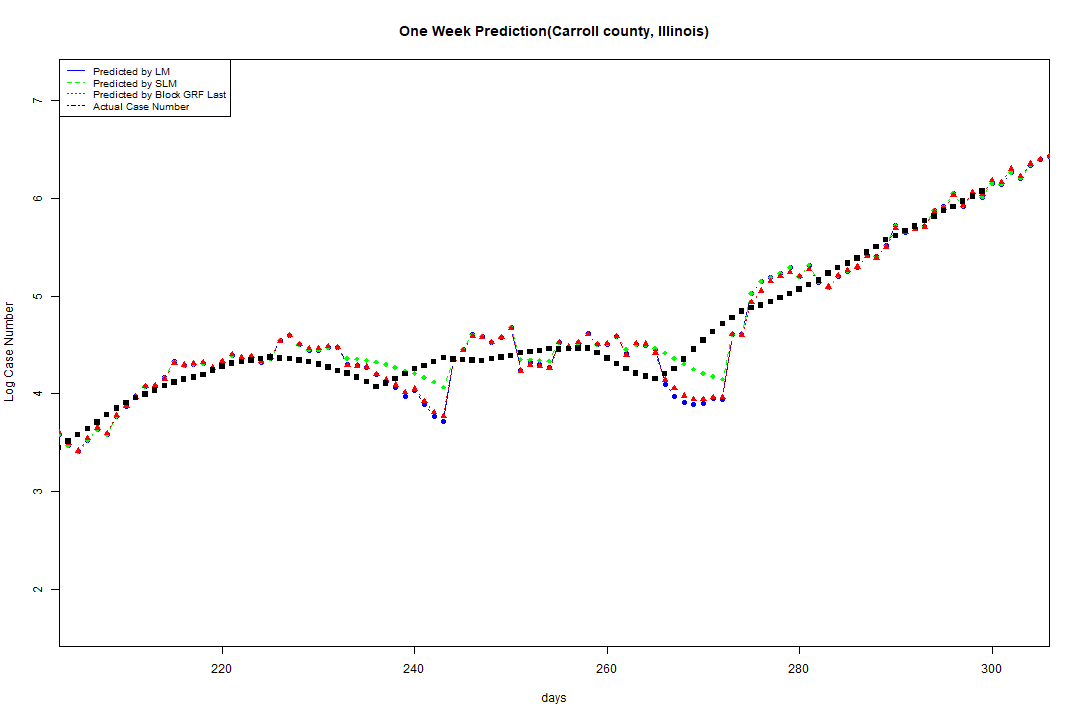 One Week Prediction(Carroll county, Illinois)
Predicted by LM
Predicted by SLM
Predicted by Block GRF Last
Actual Case Number
7
6
5
4
3
2
Log Case Number
220 240 260 280 300
days